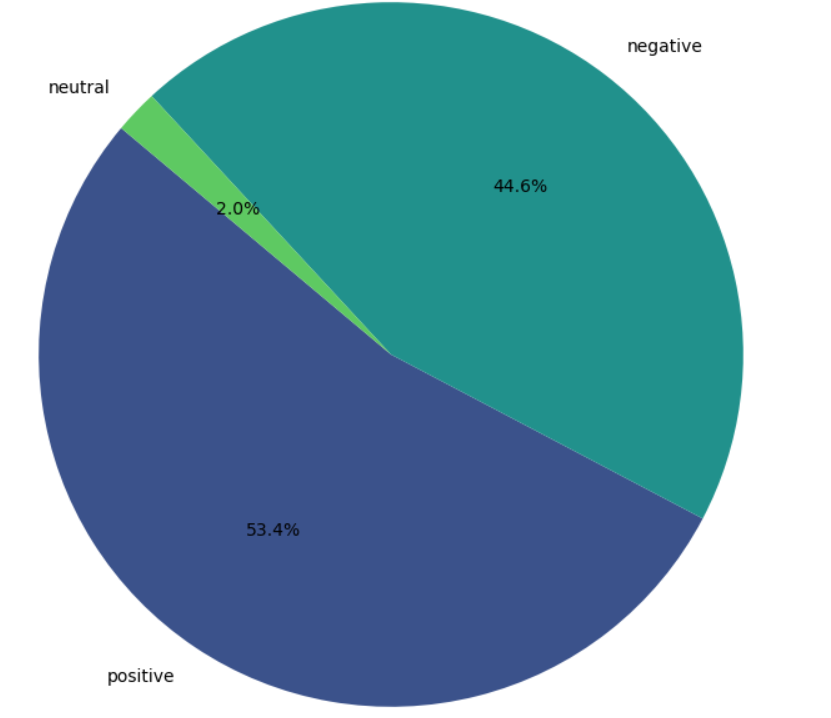 negative
neutral
44.6%
2.0%
53.4%
positive